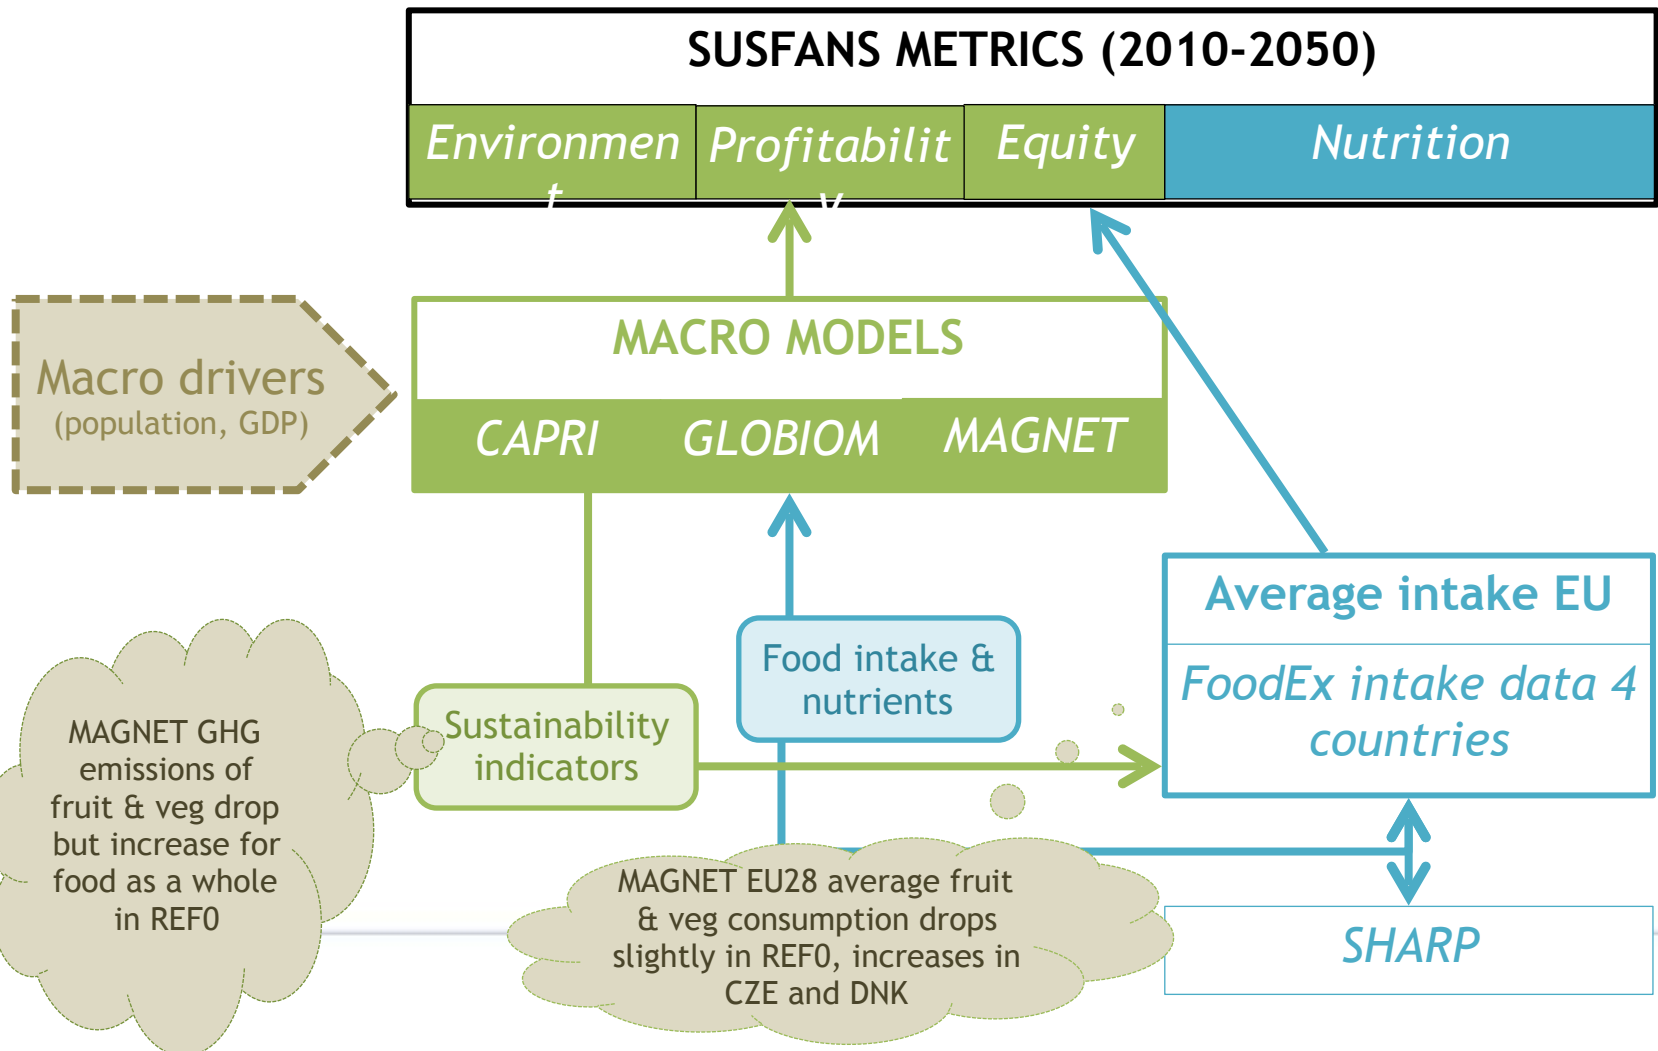 SUSFANS METRICS (2010-2050)
Environmen
t
Profitabilit
y
Equity
Nutrition
Macro drivers
(population, GDP)
MACRO MODELS
CAPRI
GLOBIOM
MAGNET
Average intake EU
FoodEx intake data 4
countries
Food intake &
nutrients
Sustainability
indicators
MAGNET GHG
emissions of
fruit & veg drop
but increase for
food as a whole
in REF0
MAGNET EU28 average fruit
& veg consumption drops
slightly in REF0, increases in
CZE and DNK
SHARP